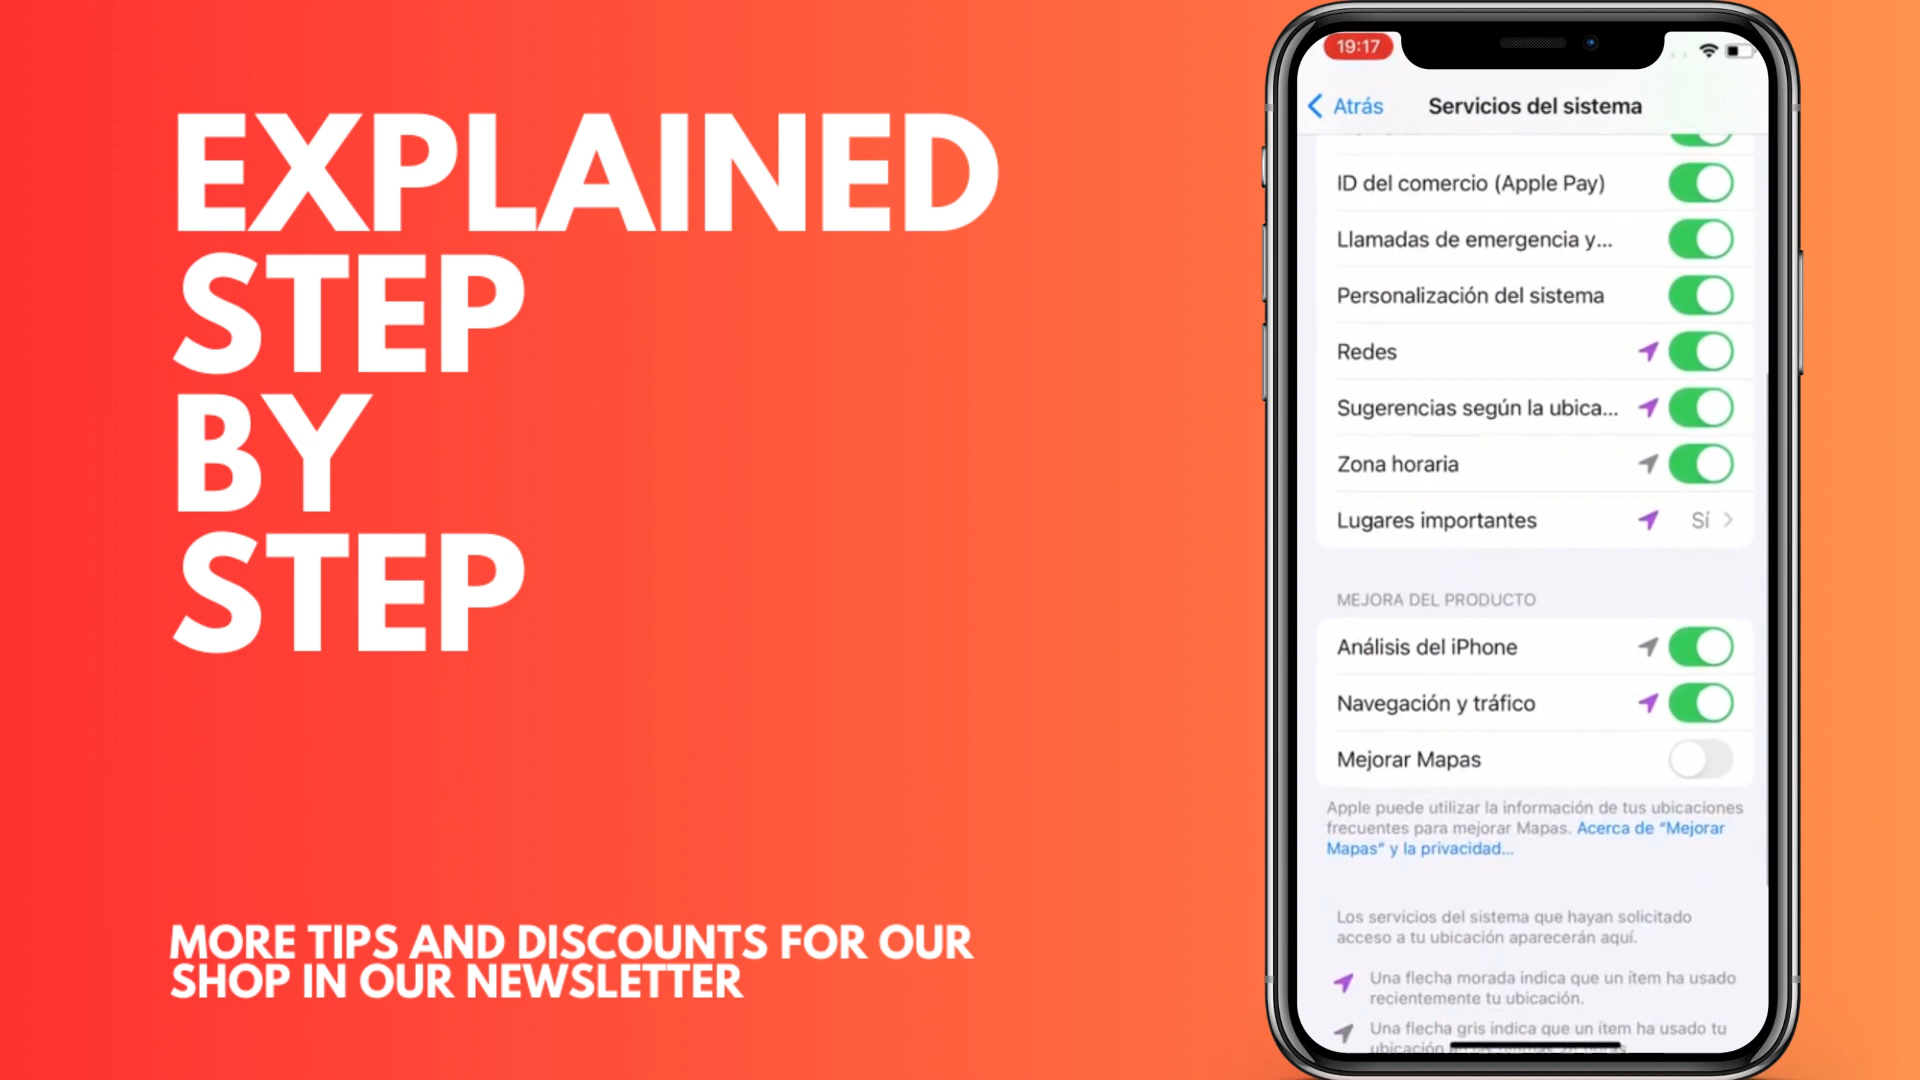 EXPLAINED
STEP
BY
STEP
MORE TIPS AND DISCOUNTS FOR OUR
SHOP IN OUR NEWSLETTER
19:17
Atrás
Servicios del sistema
ID del comercio (Apple Pay)
Llamadas de emergencia y...
Personalización del sistema
Redes
Sugerencias según la ubica...
Zona horaria
Lugares importantes Sí
MEJORA DEL PRODUCTO
Análisis del iPhone
Navegación y tráfico
Mejorar Mapas
Apple puede utilizar la información de tus ubicaciones
frecuentes para mejorar Mapas. Acerca de “Mejorar
Mapas” y la privacidad...
Los servicios del sistema que hayan solicitado
acceso a tu ubicación aparecerán aquí.
Una flecha morada indica que un ítem ha usado
recientemente tu ubicación.
Una flecha gris indica que un ítem ha usado tu
ubicación